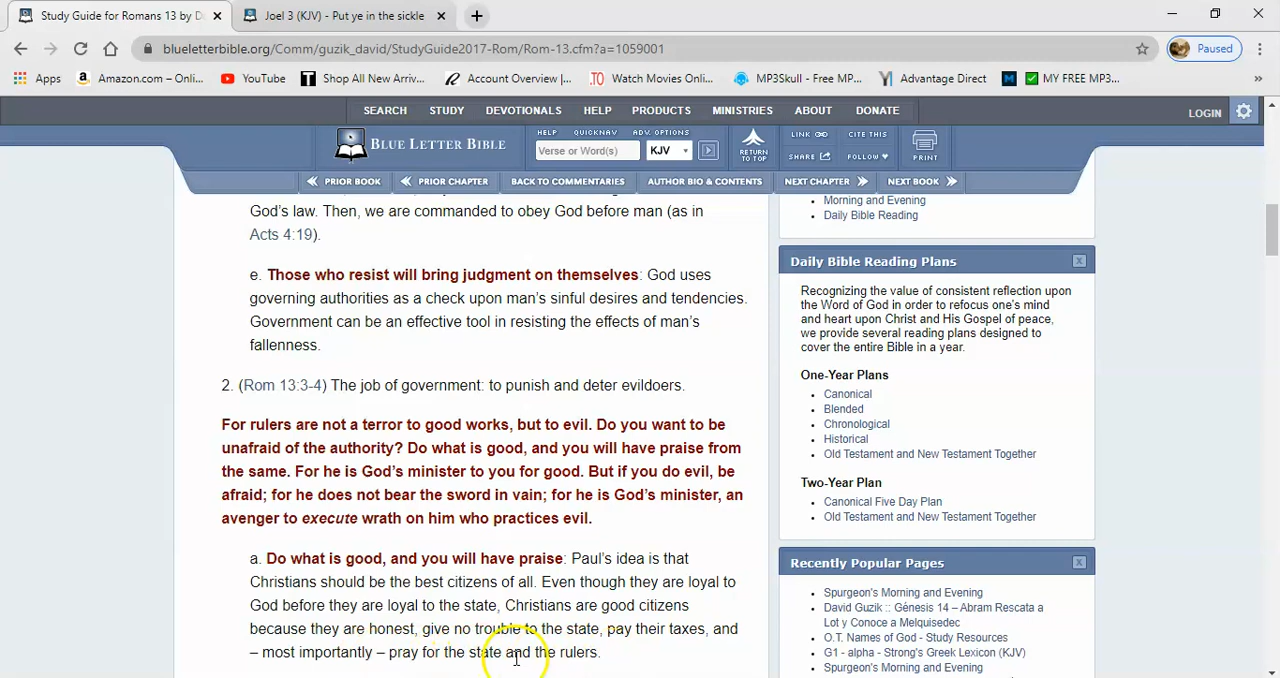 Study Guide for Romans 13 by D
Joel 3 (KJV) - Put ye in the sickle
blueletterbible.org/Comm/guzik_david/StudyGuide2017-Rom/Rom-13.cfm?a=1059001
Paused
Apps
Amazon.com – Onli...
YouTube
Shop All New Arriv...
Account Overview |...
Watch Movies Onlin...
MP3Skull - Free MP...
Advantage Direct
MY FREE MP3...
SEARCH STUDY DEVOTIONALS HELP PRODUCTS MINISTRIES ABOUT DONATE
LOGIN
BLUE LETTER BIBLE
HELP QUICKNAV ADV. OPTIONS
Verse or Word(s)
KJV
RETURN TO TOP
LINK
CITE THIS
SHARE
FOLLOW
PRINT
PRIOR BOOK
PRIOR CHAPTER
BACK TO COMMENTARIES
AUTHOR BIO & CONTENTS
NEXT CHAPTER
NEXT BOOK
God's law. Then, we are commanded to obey God before man (as in
Acts 4:19).
e. Those who resist will bring judgment on themselves: God uses
governing authorities as a check upon man's sinful desires and tendencies.
Government can be an effective tool in resisting the effects of man's
fallenness.
2. (Rom 13:3-4) The job of government: to punish and deter evildoers.
For rulers are not a terror to good works, but to evil. Do you want to be
unafraid of the authority? Do what is good, and you will have praise from
the same. For he is God's minister to you for good. But if you do evil, be
afraid; for he does not bear the sword in vain; for he is God's minister, an
avenger to execute wrath on him who practices evil.
a. Do what is good, and you will have praise: Paul's idea is that
Christians should be the best citizens of all. Even though they are loyal to
God before they are loyal to the state, Christians are good citizens
because they are honest, give no trouble to the state, pay their taxes, and
– most importantly – pray for the state and the rulers.
Morning and Evening
Daily Bible Reading
Daily Bible Reading Plans
Recognizing the value of consistent reflection upon
the Word of God in order to refocus one's mind
and heart upon Christ and His Gospel of peace,
we provide several reading plans designed to
cover the entire Bible in a year.
One-Year Plans
Canonical
Blended
Chronological
Historical
Old Testament and New Testament Together
Two-Year Plan
Canonical Five Day Plan
Old Testament and New Testament Together
Recently Popular Pages
Spurgeon's Morning and Evening
David Guzik :: Génesis 14 – Abram Rescata a
Lot y Conoce a Melquisedec
O.T. Names of God - Study Resources
G1 - alpha - Strong's Greek Lexicon (KJV)
Spurgeon's Morning and Evening